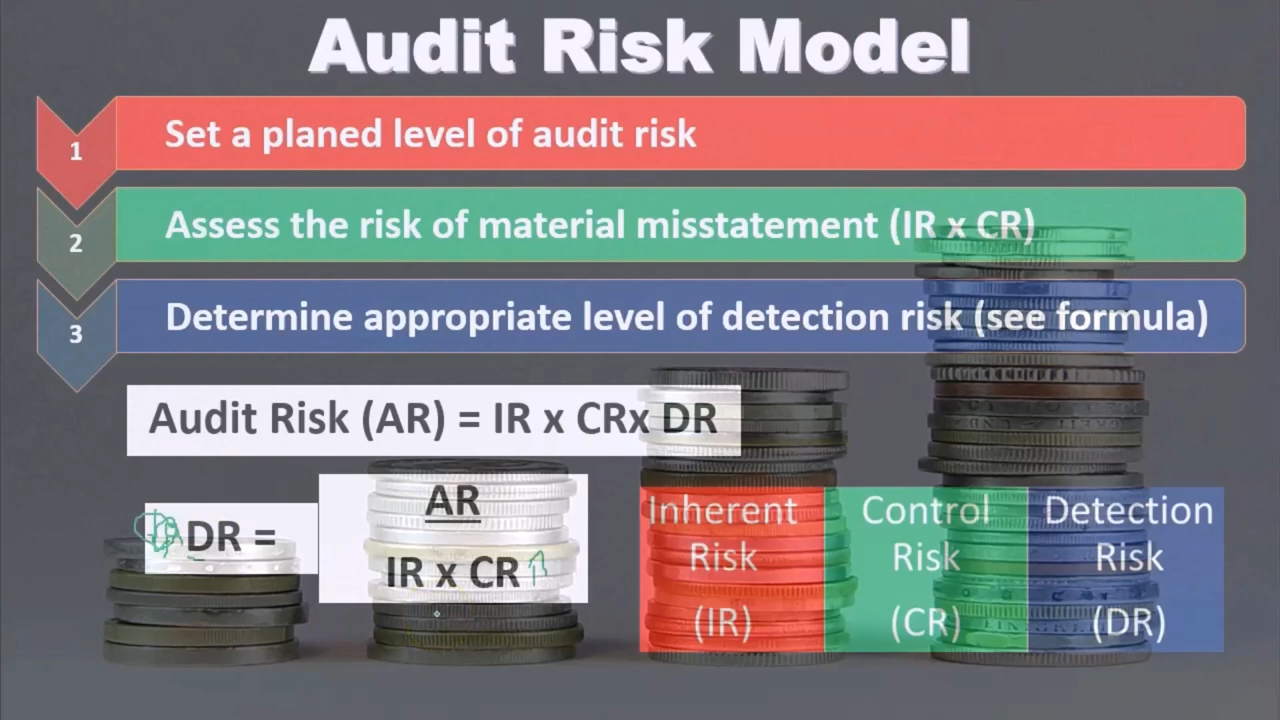 Audit Risk Model
1
Set a planed level of audit risk
2
Assess the risk of material misstatement (IR x CR)
3
Determine appropriate level of detection risk (see formula)
Audit Risk (AR) = IR x CRx DR
DR =
AR
IR x CR
Inherent
Risk
(IR)
Control
Risk
(CR)
Detection
Risk
(DR)